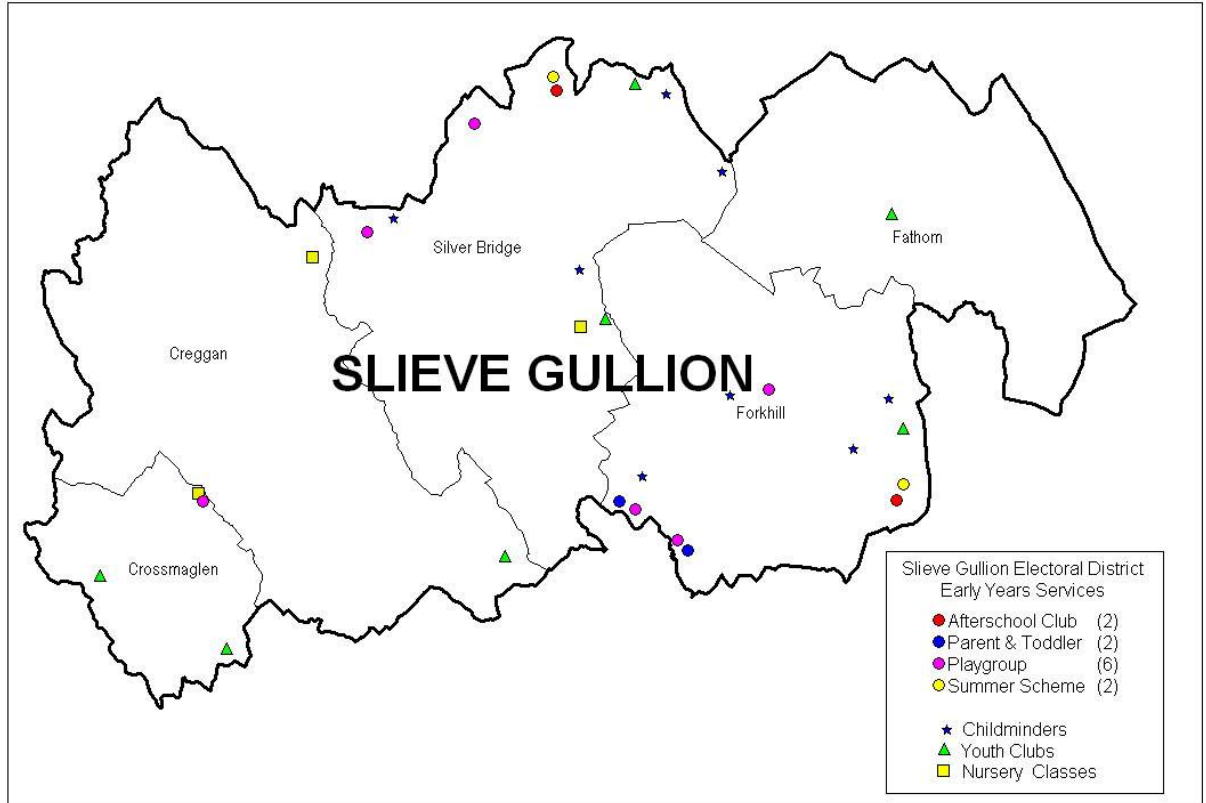 Silver Bridge
Fathom
Creggan
SLIEVE GULLION
Forkhill
Crossmaglen
Slieve Gullion Electoral District
Early Years Services
Afterschool Club (2)
Parent & Toddler (2)
Playgroup (6)
Summer Scheme (2)
Childminders
Youth Clubs
Nursery Classes